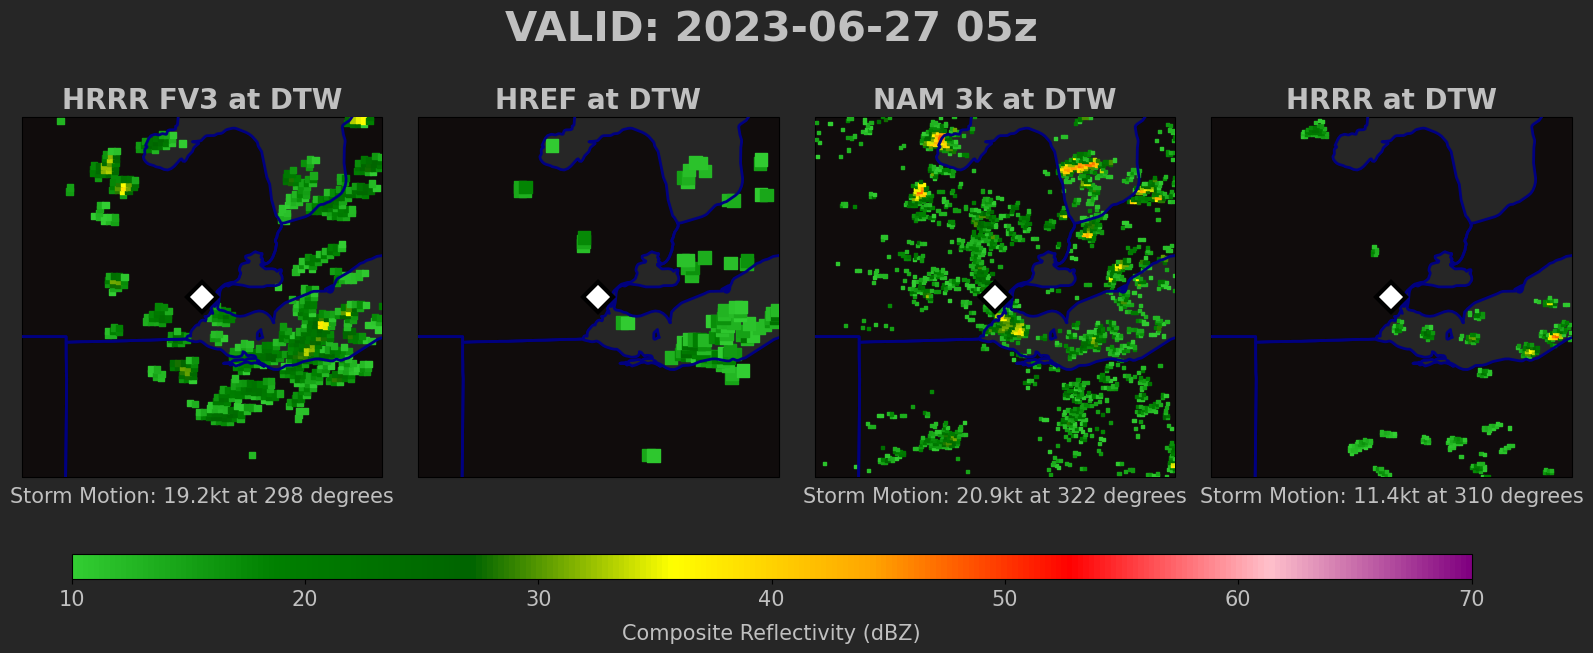 VALID: 2023-06-27 05z
HRRR FV3 at DTW
HREF at DTW
NAM 3k at DTW
HRRR at DTW
Storm Motion: 19.2kt at 298 degrees
Storm Motion: 20.9kt at 322 degrees
Storm Motion: 11.4kt at 310 degrees
10 20 30 40 50 60 70
Composite Reflectivity (dBZ)